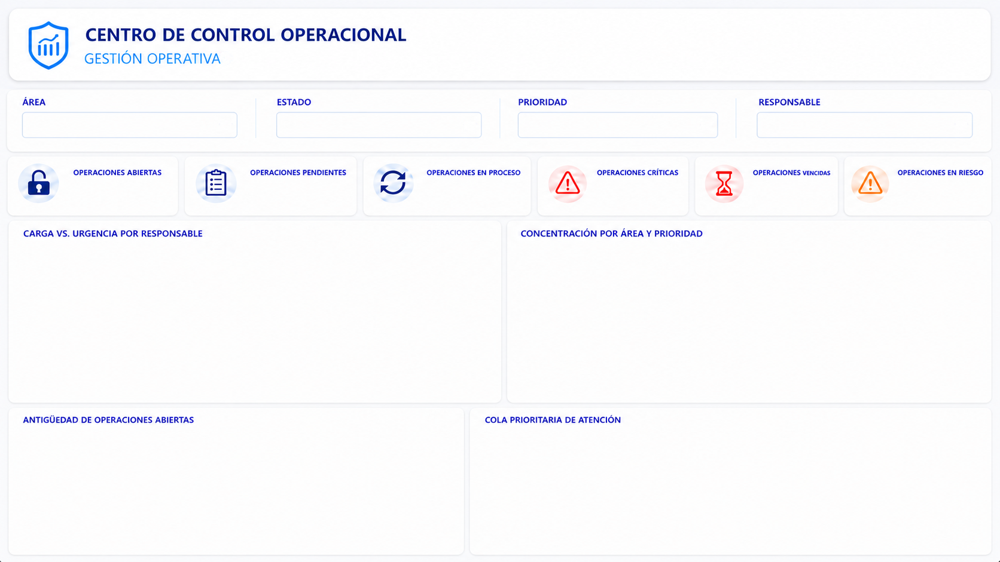 CENTRO DE CONTROL OPERACIONAL
GESTIÓN OPERATIVA
ÁREA
ESTADO
PRIORIDAD
RESPONSABLE
OPERACIONES ABIERTAS
OPERACIONES PENDIENTES
OPERACIONES EN PROCESO
OPERACIONES CRÍTICAS
OPERACIONES VENCIDAS
OPERACIONES EN RIESGO
CARGA VS. URGENCIA POR RESPONSABLE
CONCENTRACIÓN POR ÁREA Y PRIORIDAD
ANTIGÜEDAD DE OPERACIONES ABIERTAS
COLA PRIORITARIA DE ATENCIÓN